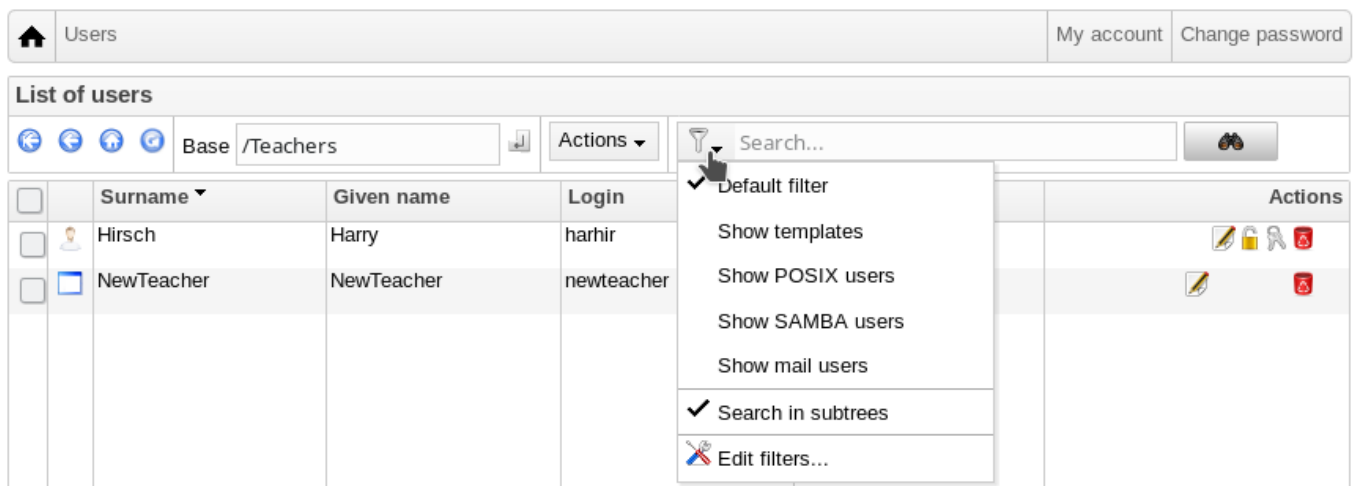 Users My account Change password
List of users
Base /Teachers Actions Search...
Surname Given name Login Actions
Hirsch Harry harhir
NewTeacher NewTeacher newteacher
Default filter
Show templates
Show POSIX users
Show SAMBA users
Show mail users
Search in subtrees
Edit filters...